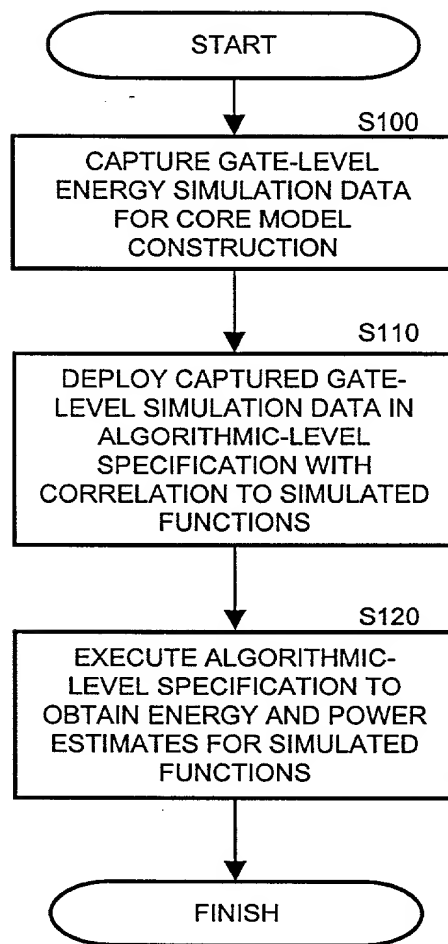 START
S100
CAPTURE GATE-LEVEL
ENERGY SIMULATION DATA
FOR CORE MODEL
CONSTRUCTION
S110
DEPLOY CAPTURED GATE-
LEVEL SIMULATION DATA IN
ALGORITHMIC-LEVEL
SPECIFICATION WITH
CORRELATION TO SIMULATED
FUNCTIONS
S120
EXECUTE ALGORITHMIC-
LEVEL SPECIFICATION TO
OBTAIN ENERGY AND POWER
ESTIMATES FOR SIMULATED
FUNCTIONS
FINISH